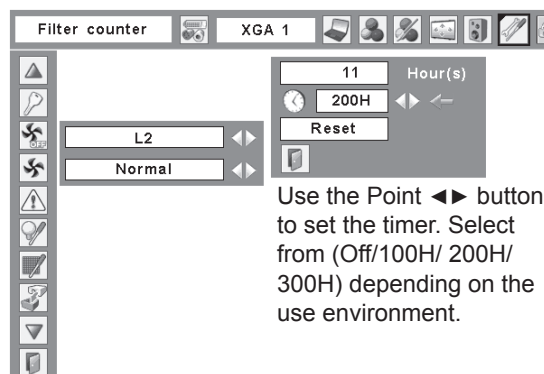 Filter counter
XGA 1
11 Hour(s)
200H
Reset
OFF
L2
Normal
Use the Point ◄► button
to set the timer. Select
from (Off/100H/ 200H/
300H) depending on the
use environment.